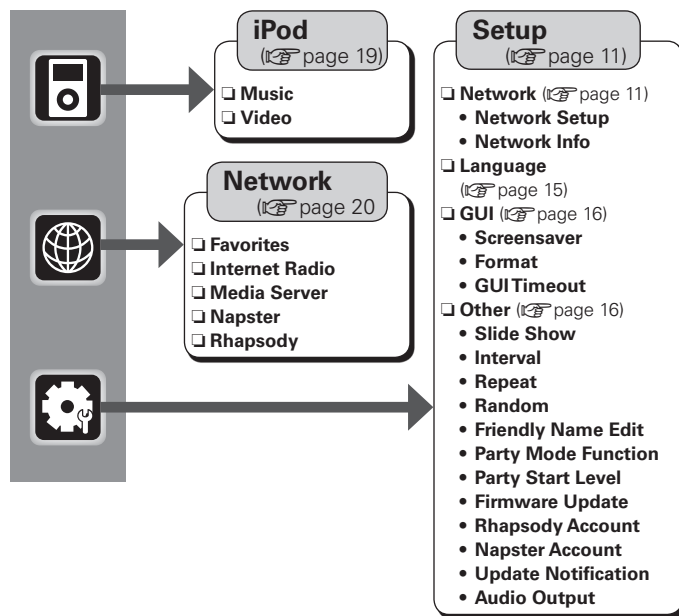 iPod
(☞ page 19)
❏ Music
❏ Video
Network
(☞ page 20
❏ Favorites
❏ Internet Radio
❏ Media Server
❏ Napster
❏ Rhapsody
Setup
(☞ page 11)
❏ Network (☞ page 11)
• Network Setup
• Network Info
❏ Language
(☞ page 15)
❏ GUI (☞ page 16)
• Screensaver
• Format
• GUI Timeout
❏ Other (☞ page 16)
• Slide Show
• Interval
• Repeat
• Random
• Friendly Name Edit
• Party Mode Function
• Party Start Level
• Firmware Update
• Rhapsody Account
• Napster Account
• Update Notification
• Audio Output